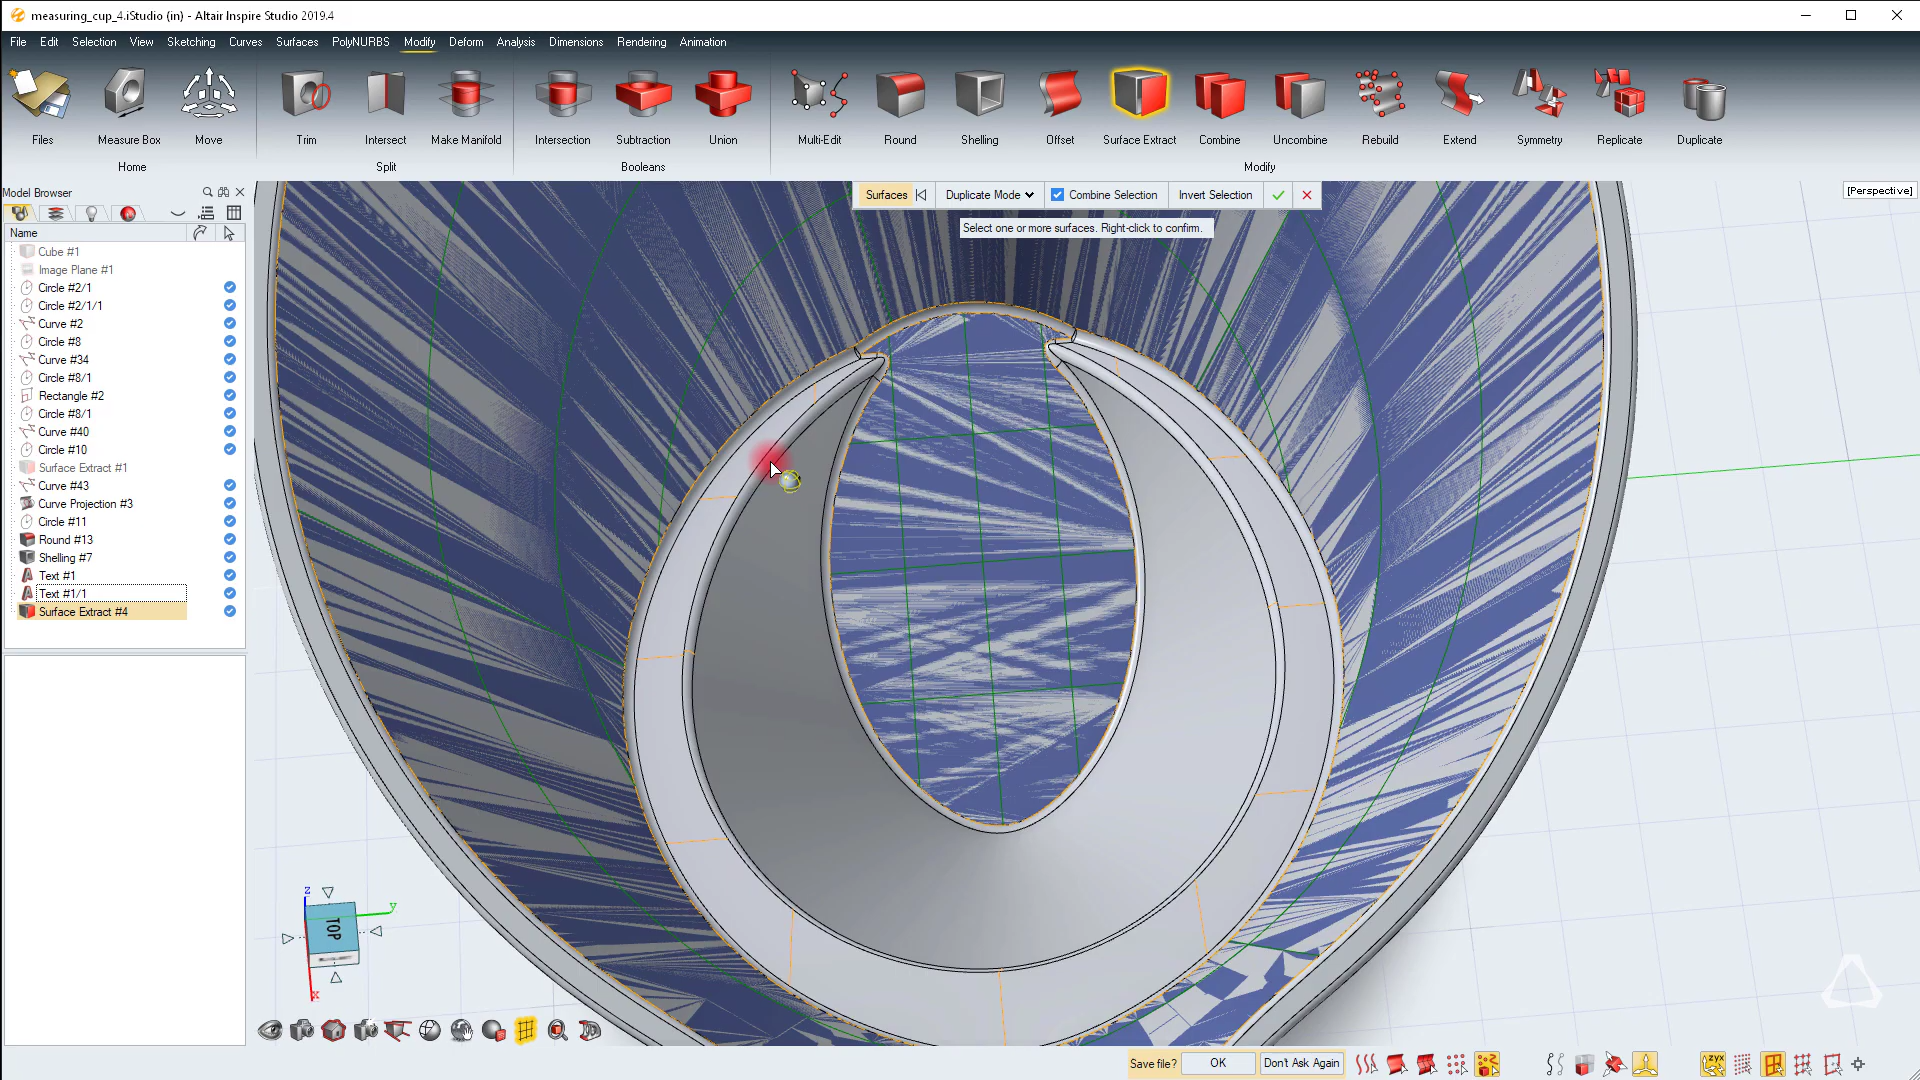 measuring_cup_4.iStudio (in) - Altair Inspire Studio 2019.4
File Edit Selection View Sketching Curves Surfaces PolyNURBS Modify Deform Analysis Dimensions Rendering Animation
Files Measure Box Move Trim Intersect Make Manifold Intersection Subtraction Union Multi-Edit Round Shelling Offset Surface Extract Combine Uncombine Rebuild Extend Symmetry Replicate Duplicate
Home Split Booleans Modify
Model Browser
Surfaces Duplicate Mode Combine Selection Invert Selection
[Perspective]
Select one or more surfaces. Right-click to confirm.
Name
Cube #1
Image Plane #1
Circle #2/1
Circle #2/1/1
Curve #2
Circle #8
Curve #34
Circle #8/1
Rectangle #2
Circle #8/1
Curve #40
Circle #10
Surface Extract #1
Curve #43
Curve Projection #3
Circle #11
Round #13
Shelling #7
Text #1
Text #1/1
Surface Extract #4
z
y
TOP
x
Save file? OK Don't Ask Again
zyx